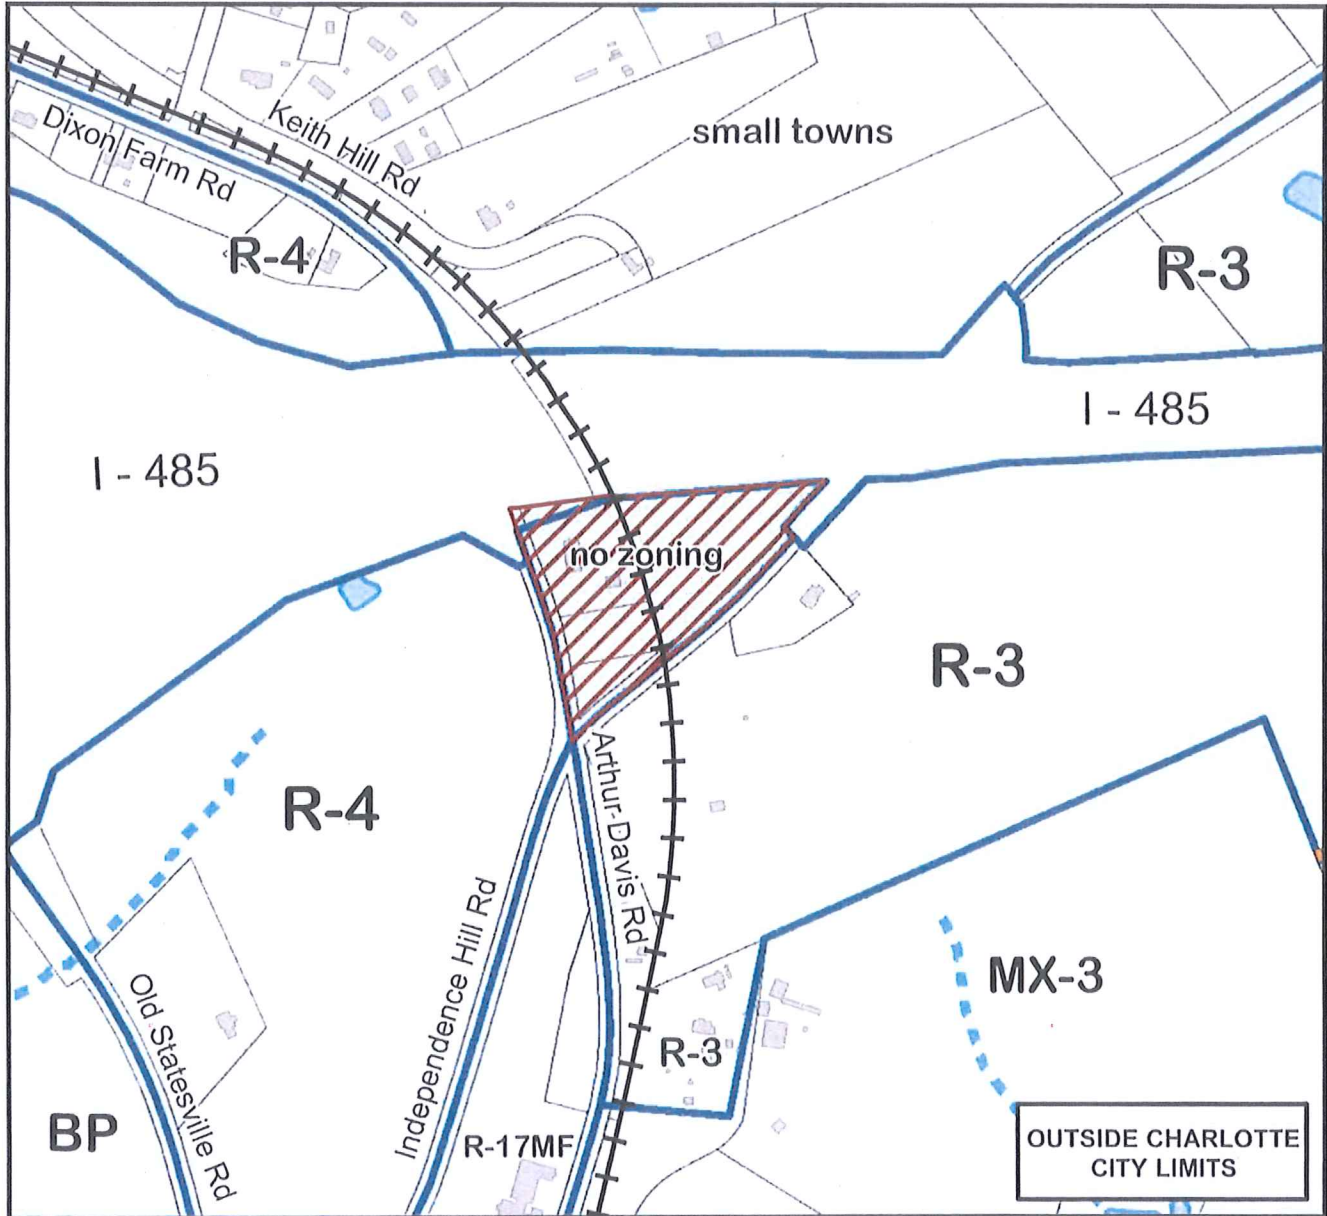 small towns
Keith Hill Rd
Dixon Farm Rd
R-4
R-3
I - 485
I - 485
no zoning
R-3
R-4
Arthur-Davis Rd
Independence Hill Rd
MX-3
Old Statesville Rd
R-3
BP
R-17MF
OUTSIDE CHARLOTTE
CITY LIMITS